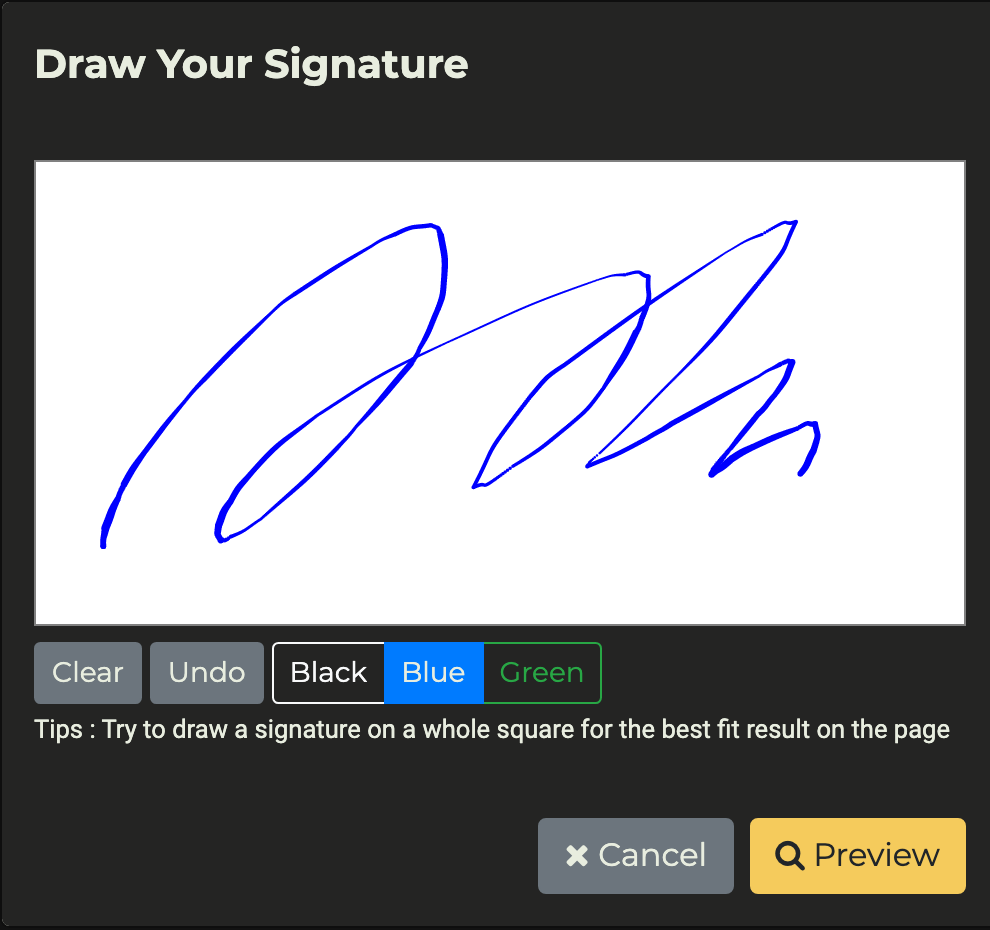 Draw Your Signature
Clear Undo Black Blue Green
Tips : Try to draw a signature on a whole square for the best fit result on the page
Cancel Preview